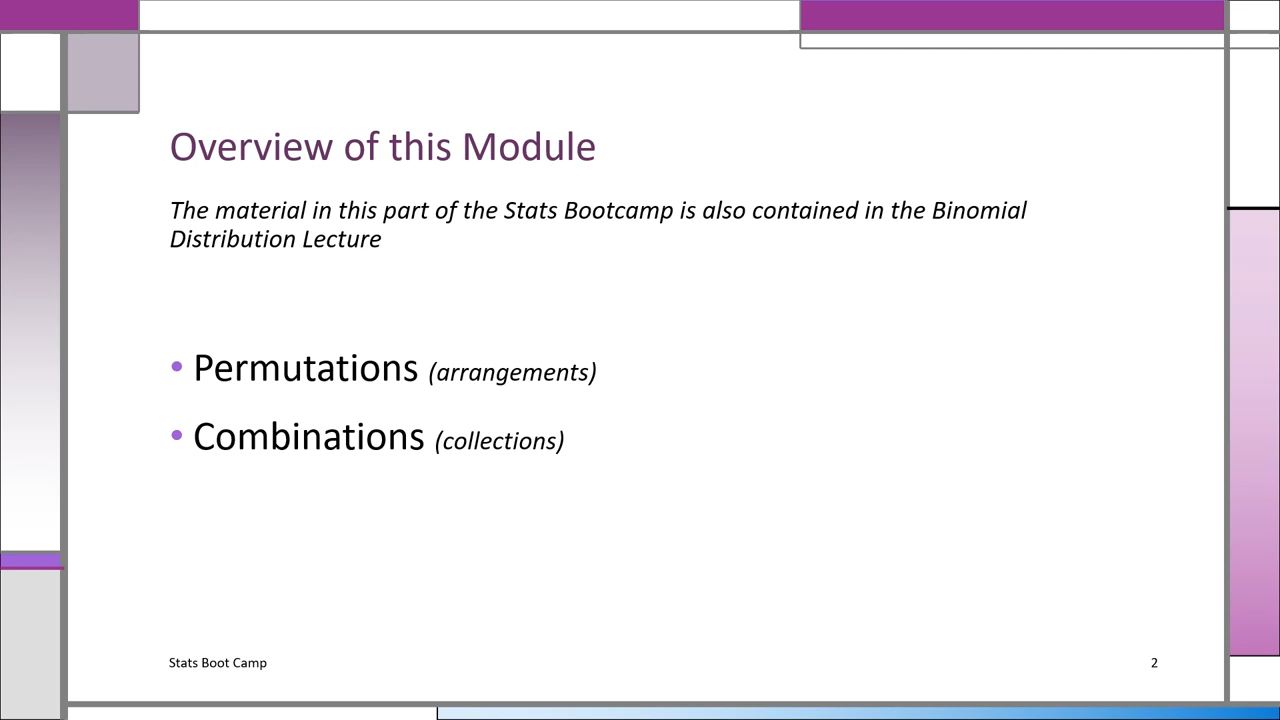 Overview of this Module
The material in this part of the Stats Bootcamp is also contained in the Binomial
Distribution Lecture
• Permutations (arrangements)
• Combinations (collections)
Stats Boot Camp
2